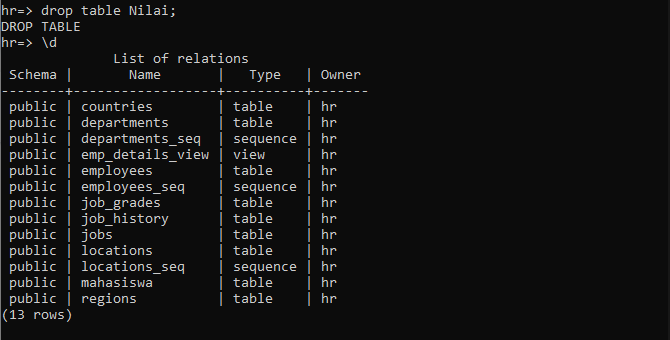 hr=> drop table Nilai;
DROP TABLE
hr=> \d
             List of relations
 Schema |       Name       |   Type   | Owner
--------+------------------+----------+-------
 public | countries        | table    | hr
 public | departments      | table    | hr
 public | departments_seq  | sequence | hr
 public | emp_details_view | view     | hr
 public | employees        | table    | hr
 public | employees_seq    | sequence | hr
 public | job_grades       | table    | hr
 public | job_history      | table    | hr
 public | jobs             | table    | hr
 public | locations        | table    | hr
 public | locations_seq    | sequence | hr
 public | mahasiswa        | table    | hr
 public | regions          | table    | hr
(13 rows)